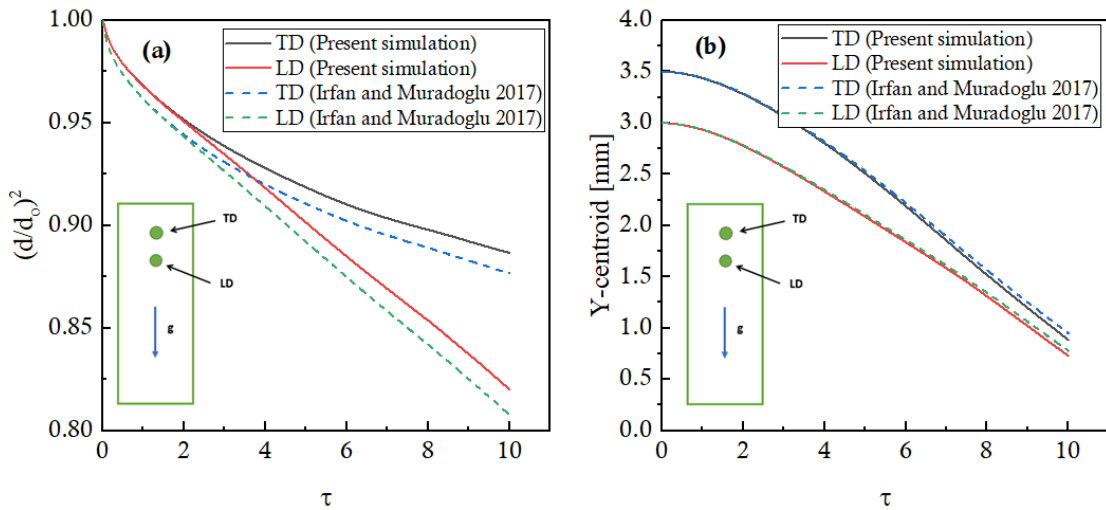 (a)
TD (Present simulation)
LD (Present simulation)
TD (Irfan and Muradoglu 2017)
LD (Irfan and Muradoglu 2017)
1.00
0.95
0.90
0.85
0.80
(d/d₀)²
TD
LD
g
0 2 4 6 8 10
τ
(b)
TD (Present simulation)
LD (Present simulation)
TD (Irfan and Muradoglu 2017)
LD (Irfan and Muradoglu 2017)
4.0
3.5
3.0
2.5
2.0
1.5
1.0
0.5
0.0
Y-centroid [mm]
TD
LD
g
0 2 4 6 8 10
τ